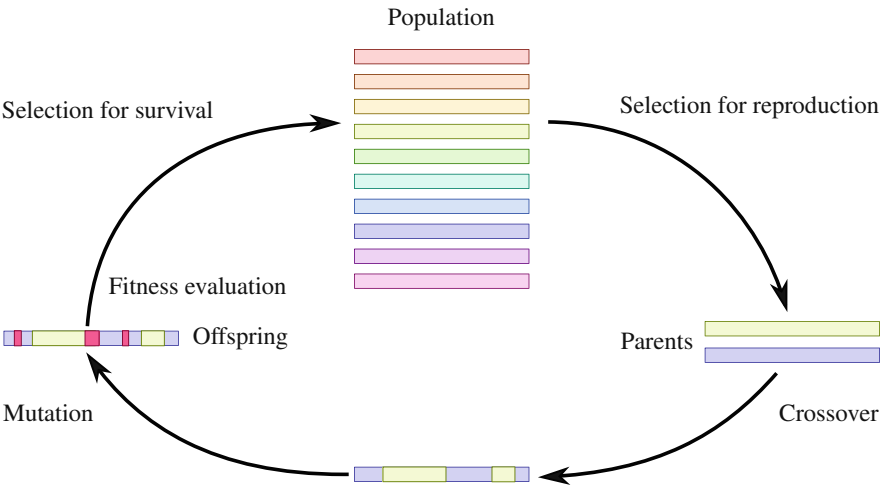 Population
Selection for survival
Selection for reproduction
Fitness evaluation
Offspring
Parents
Mutation
Crossover